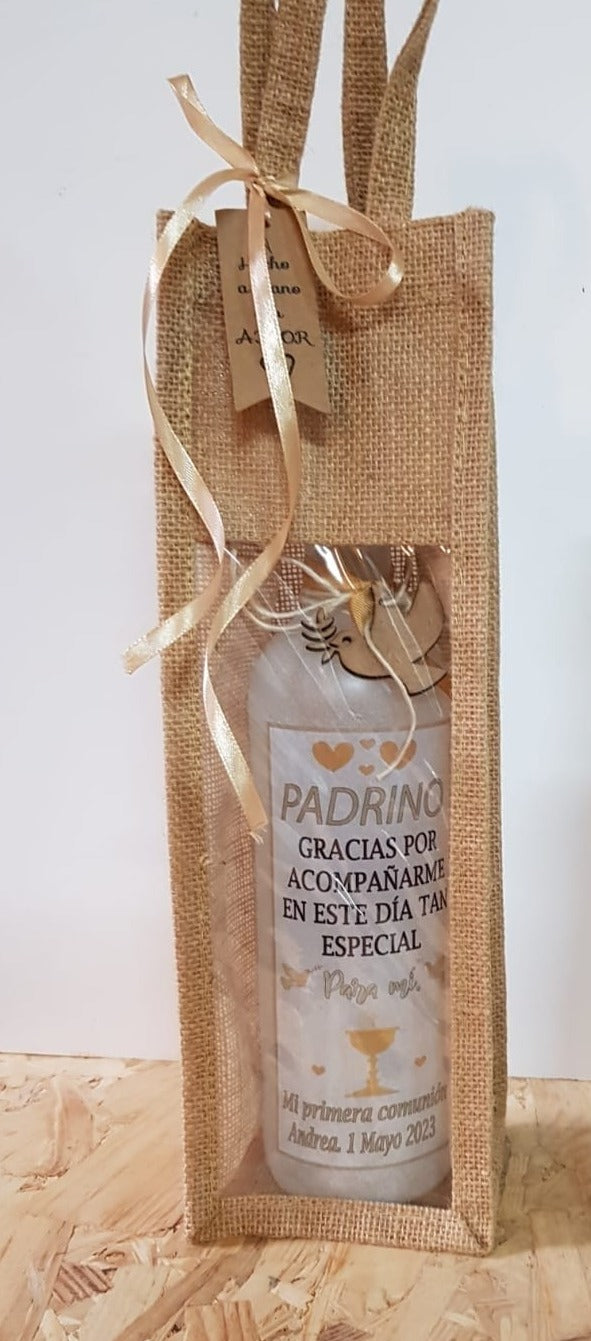 AMOR
PADRINO
GRACIAS POR
ACOMPAÑARME
EN ESTE DÍA TAN
ESPECIAL
Para mí.
Mi primera comunión
Andrea. 1 Mayo 2023